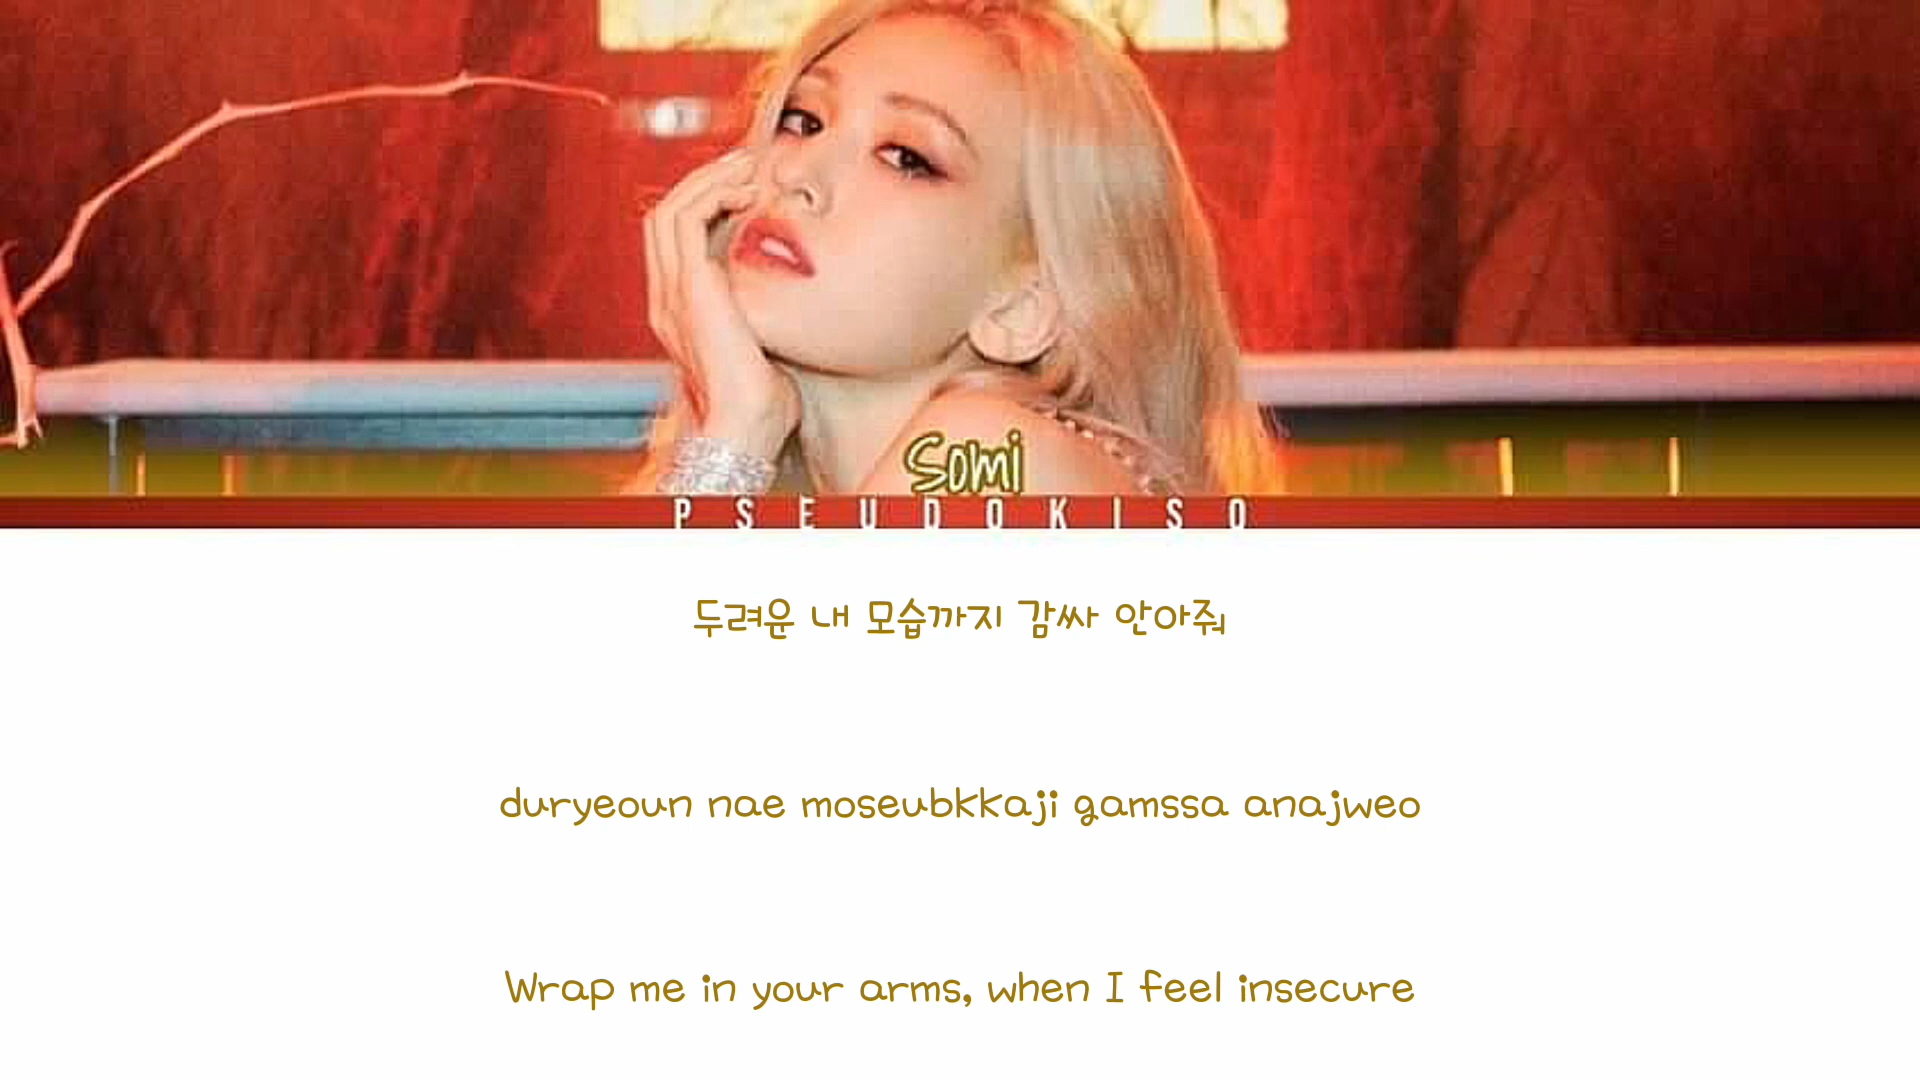 Somi
PSEUDOKISO
두려윤 내 모습까지 감싸 안아줘
duryeoun nae moseubkkaji gamssa anajweo
Wrap me in your arms, when I feel insecure